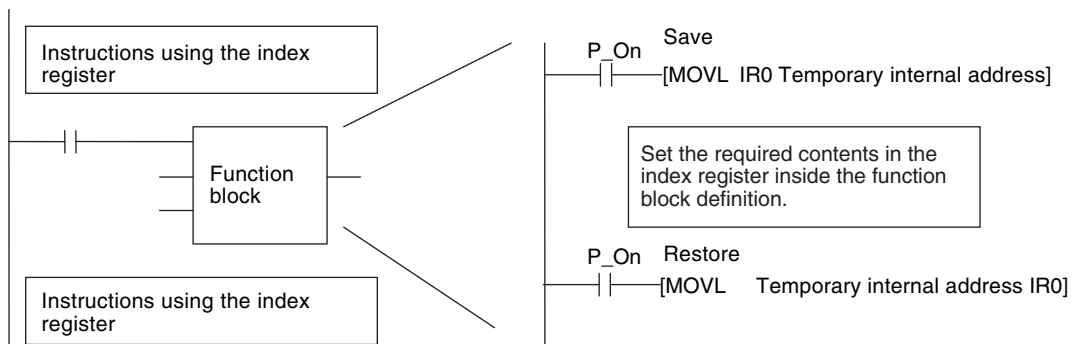 Instructions using the index
register
Function
block
Instructions using the index
register
Save
P_On
[MOVL IR0 Temporary internal address]
Set the required contents in the
index register inside the function
block definition.
P_On Restore
[MOVL Temporary internal address IR0]